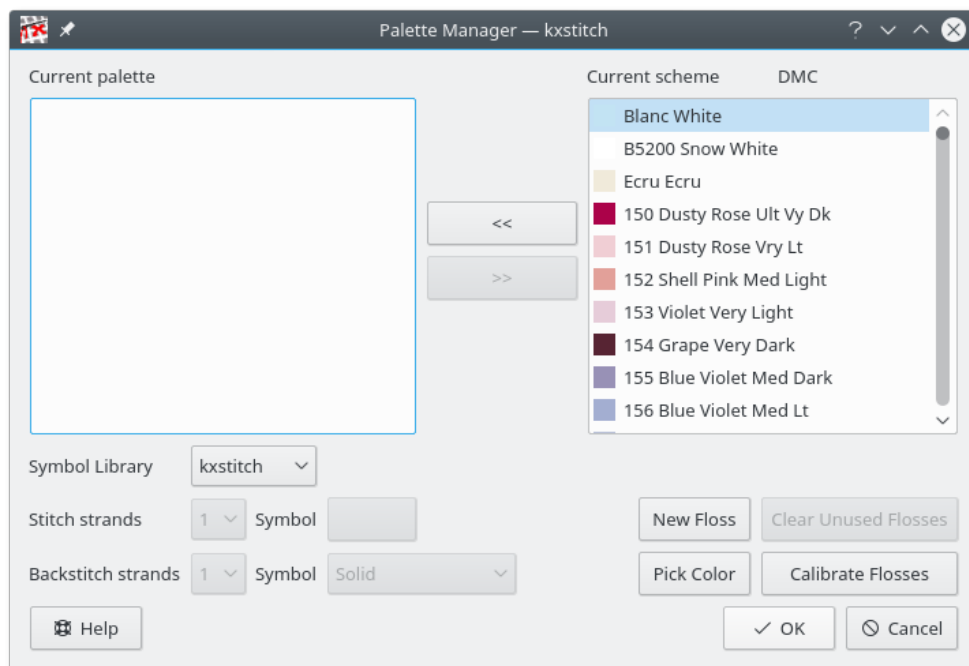 Palette Manager — kxstitch
Current palette
Current scheme DMC
Blanc White
B5200 Snow White
Ecru Ecru
150 Dusty Rose Ult Vy Dk
151 Dusty Rose Vry Lt
152 Shell Pink Med Light
153 Violet Very Light
154 Grape Very Dark
155 Blue Violet Med Dark
156 Blue Violet Med Lt
<<
>>
Symbol Library kxstitch
Stitch strands 1 Symbol
New Floss Clear Unused Flosses
Backstitch strands 1 Symbol Solid
Pick Color Calibrate Flosses
Help OK Cancel